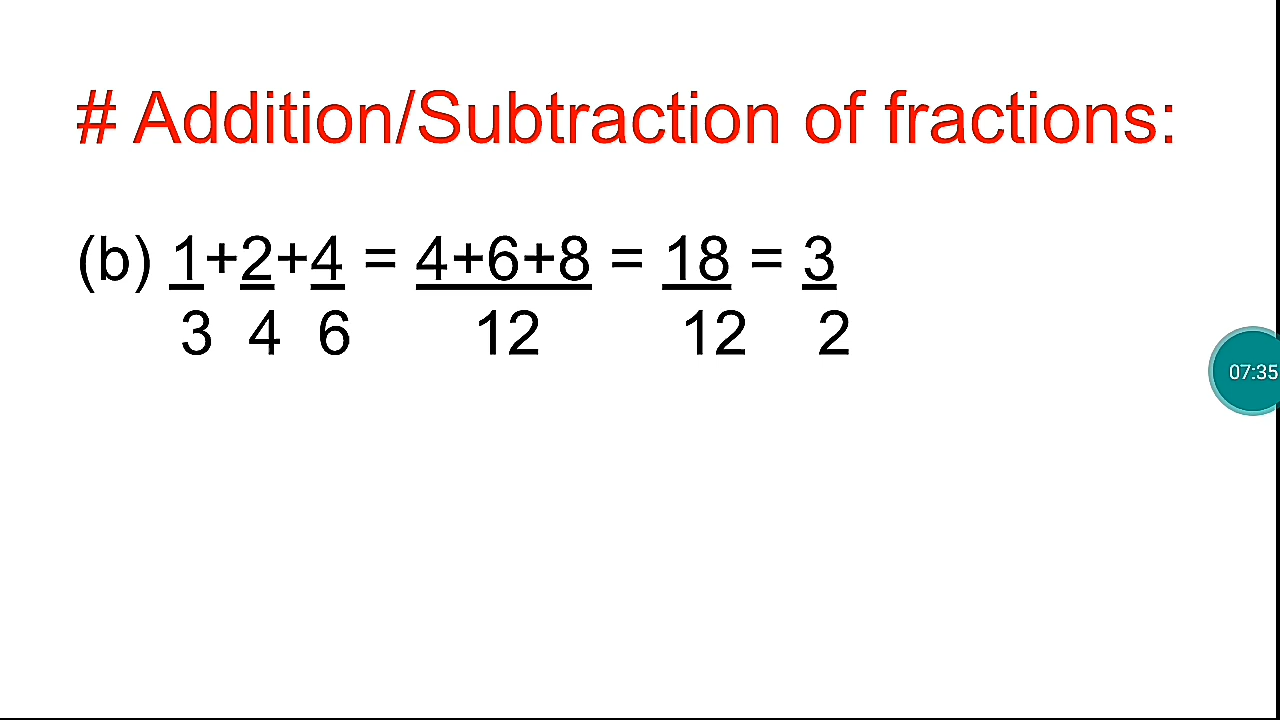 # Addition/Subtraction of fractions:
(b) 1+2+4 = 4+6+8 = 18 = 3
3 4 6 12 12 2
07:35